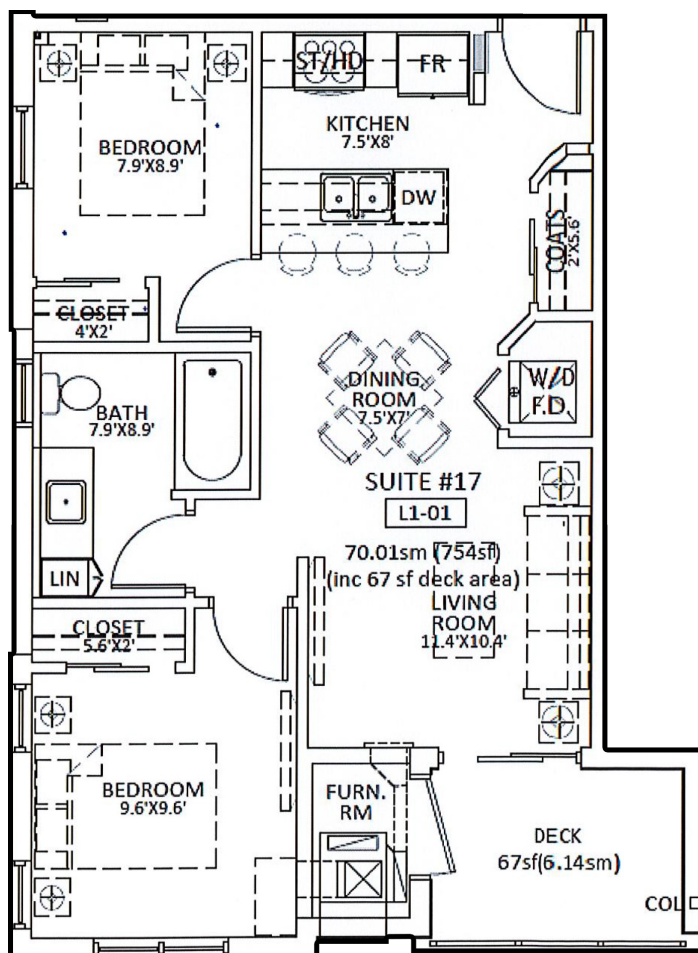 ST/HD
FR
KITCHEN
7.5'X8'
BEDROOM
7.9'X8.9'
DW
COATS
2'X5.6'
CLOSET
4'X2'
DINING
ROOM
7.5'X7'
W/D
F.D.
BATH
7.9'X8.9'
SUITE #17
L1-01
70.01sm (754sf)
(inc 67 sf deck area)
LIN
LIVING
ROOM
11.4'X10.4'
CLOSET
5.6'X2'
BEDROOM
9.6'X9.6'
FURN.
RM
DECK
67sf(6.14sm)
COL